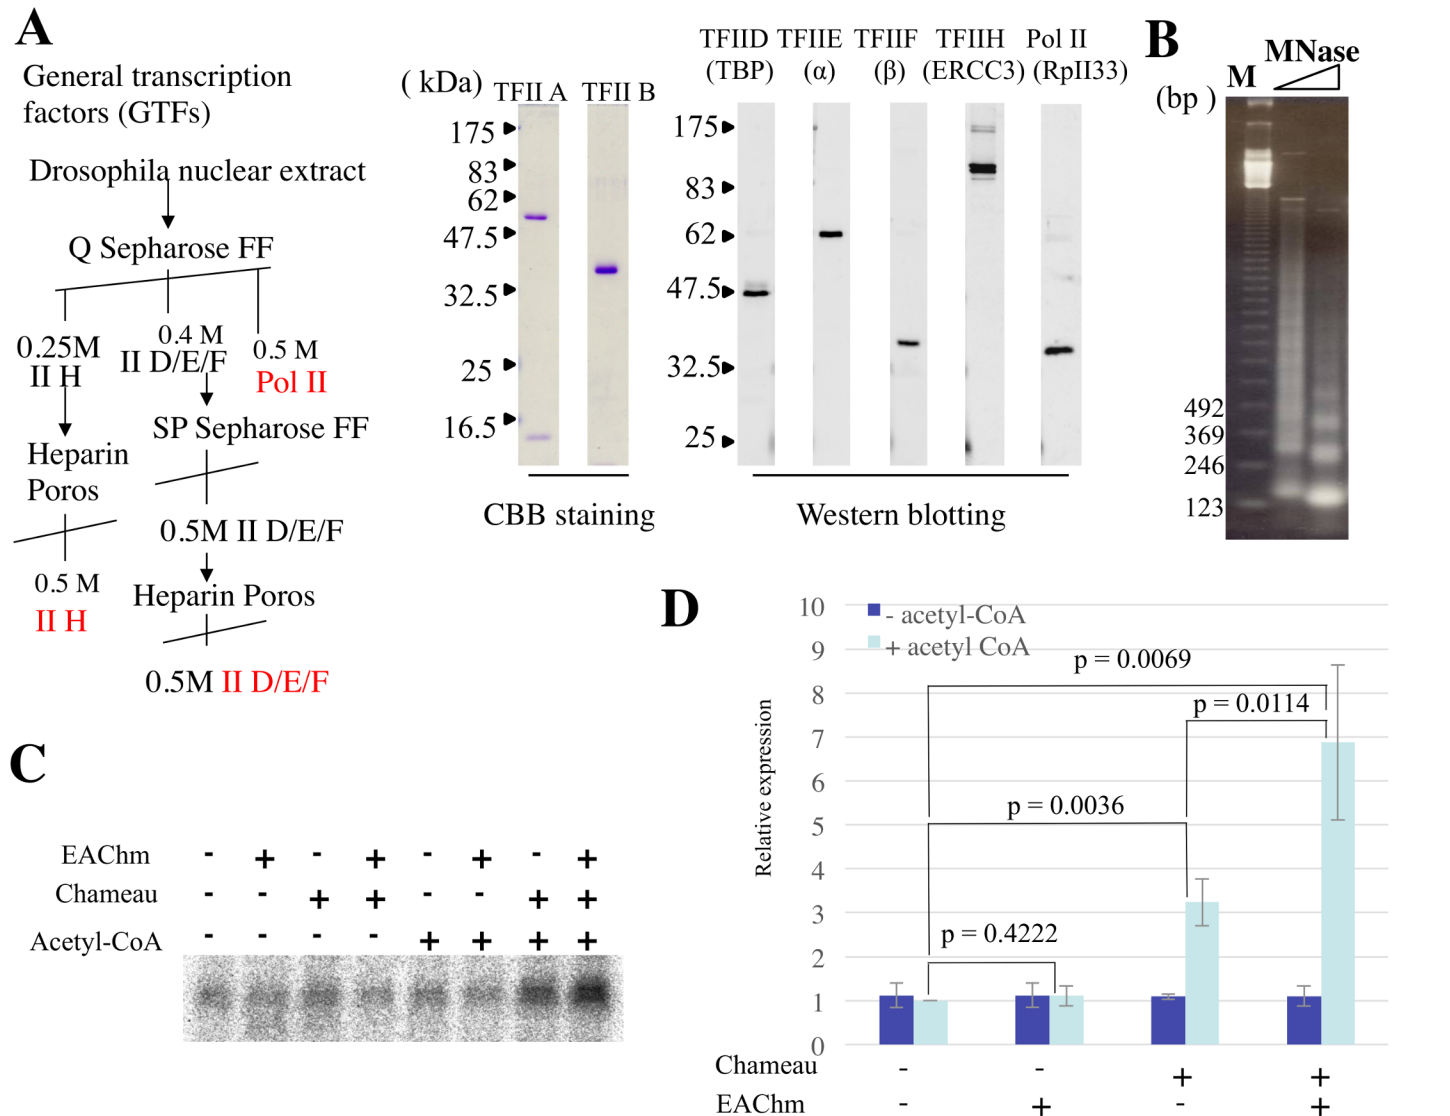 A
General transcription
factors (GTFs)
Drosophila nuclear extract
Q Sepharose FF
0.25M
II H
0.4 M
II D/E/F
0.5 M
Pol II
Heparin
Poros
SP Sepharose FF
0.5M II D/E/F
0.5 M
II H
Heparin Poros
0.5M II D/E/F
( kDa)
TFII A
TFII B
175
83
62
47.5
32.5
25
16.5
CBB staining
TFIID
(TBP)
TFIIE
(α)
TFIIF
(β)
TFIIH
(ERCC3)
Pol II
(RpII33)
175
83
62
47.5
32.5
25
Western blotting
B
MNase
M
(bp )
492
369
246
123
C
EAChm - + - + - + - +
Chameau - - + + - - + +
Acetyl-CoA - - - - + + + +
D
- acetyl-CoA
+ acetyl CoA
Relative expression
10
9
8
7
6
5
4
3
2
1
0
p = 0.0069
p = 0.0114
p = 0.0036
p = 0.4222
Chameau - - + +
EAChm - + - +